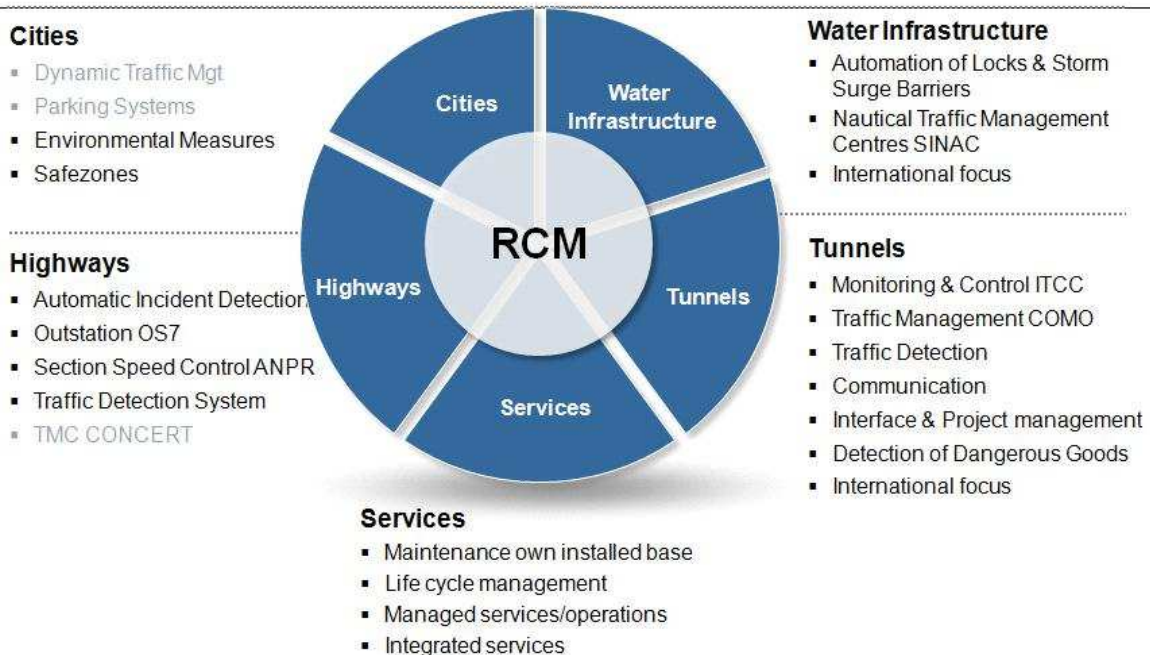 Cities
▪ Dynamic Traffic Mgt
▪ Parking Systems
▪ Environmental Measures
▪ Safezones
Highways
▪ Automatic Incident Detection
▪ Outstation OS7
▪ Section Speed Control ANPR
▪ Traffic Detection System
▪ TMC CONCERT
Cities
Water
Infrastructure
Highways
RCM
Tunnels
Services
Water Infrastructure
▪ Automation of Locks & Storm
Surge Barriers
▪ Nautical Traffic Management
Centres SINAC
▪ International focus
Tunnels
▪ Monitoring & Control ITCC
▪ Traffic Management COMO
▪ Traffic Detection
▪ Communication
▪ Interface & Project management
▪ Detection of Dangerous Goods
▪ International focus
Services
▪ Maintenance own installed base
▪ Life cycle management
▪ Managed services/operations
▪ Integrated services